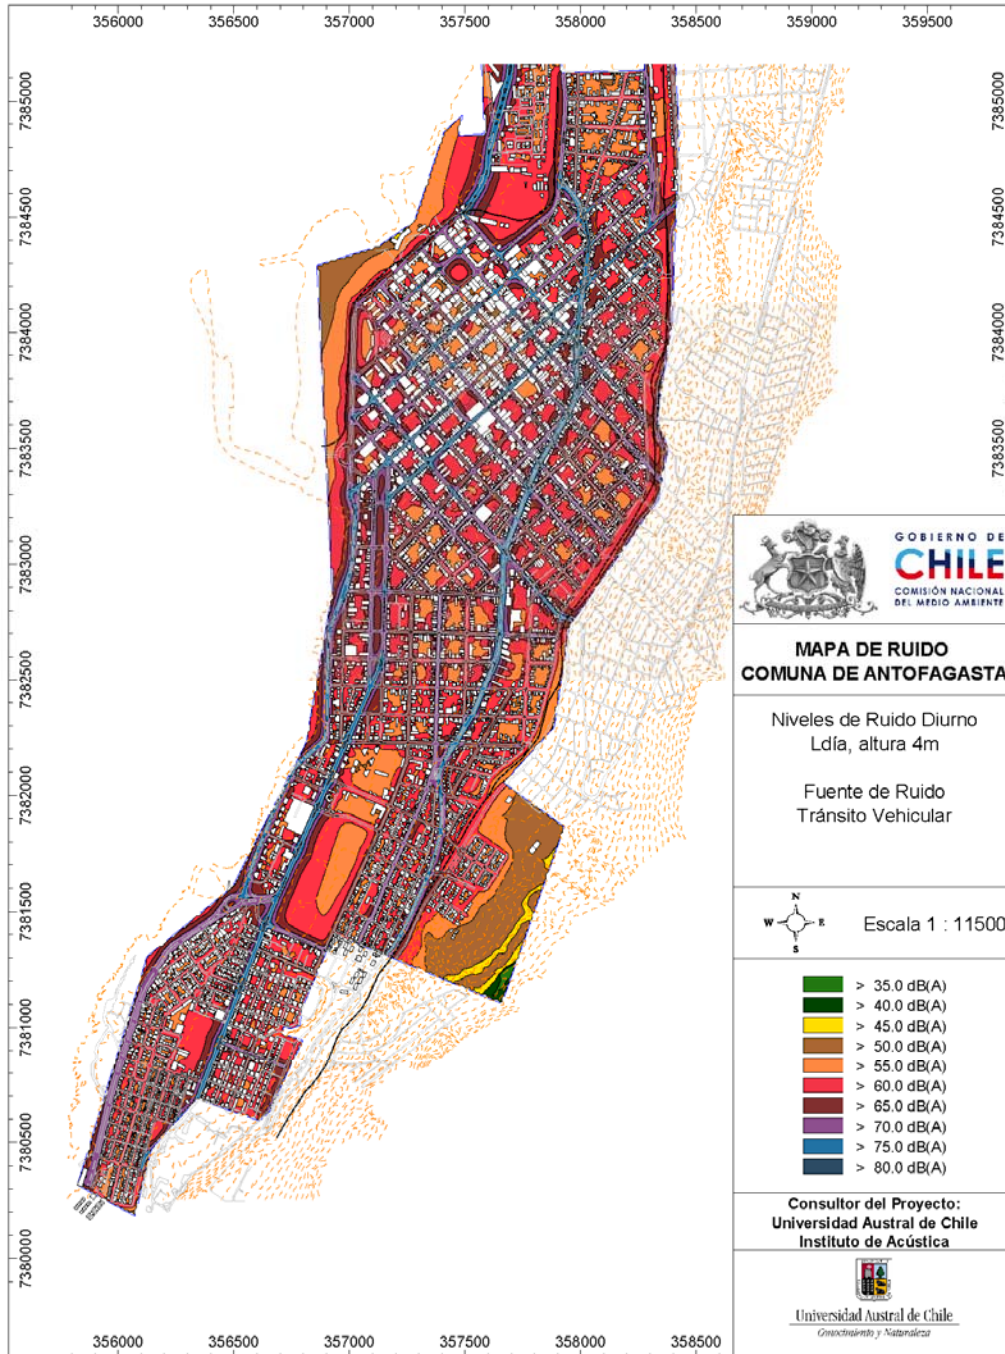 356000 356500 357000 357500 358000 358500 359000 359500
7385000
7384500
7384000
7383500
7383000
7382500
7382000
7381500
7381000
7380500
7380000
7385000
7384500
7384000
7383500
GOBIERNO DE
CHILE
COMISIÓN NACIONAL
DEL MEDIO AMBIENTE
MAPA DE RUIDO
COMUNA DE ANTOFAGASTA
Niveles de Ruido Diurno
Ldía, altura 4m
Fuente de Ruido
Tránsito Vehicular
N
W E
S
Escala 1 : 11500
> 35.0 dB(A)
> 40.0 dB(A)
> 45.0 dB(A)
> 50.0 dB(A)
> 55.0 dB(A)
> 60.0 dB(A)
> 65.0 dB(A)
> 70.0 dB(A)
> 75.0 dB(A)
> 80.0 dB(A)
Consultor del Proyecto:
Universidad Austral de Chile
Instituto de Acústica
Universidad Austral de Chile
Conocimiento y Naturaleza
356000 356500 357000 357500 358000 358500